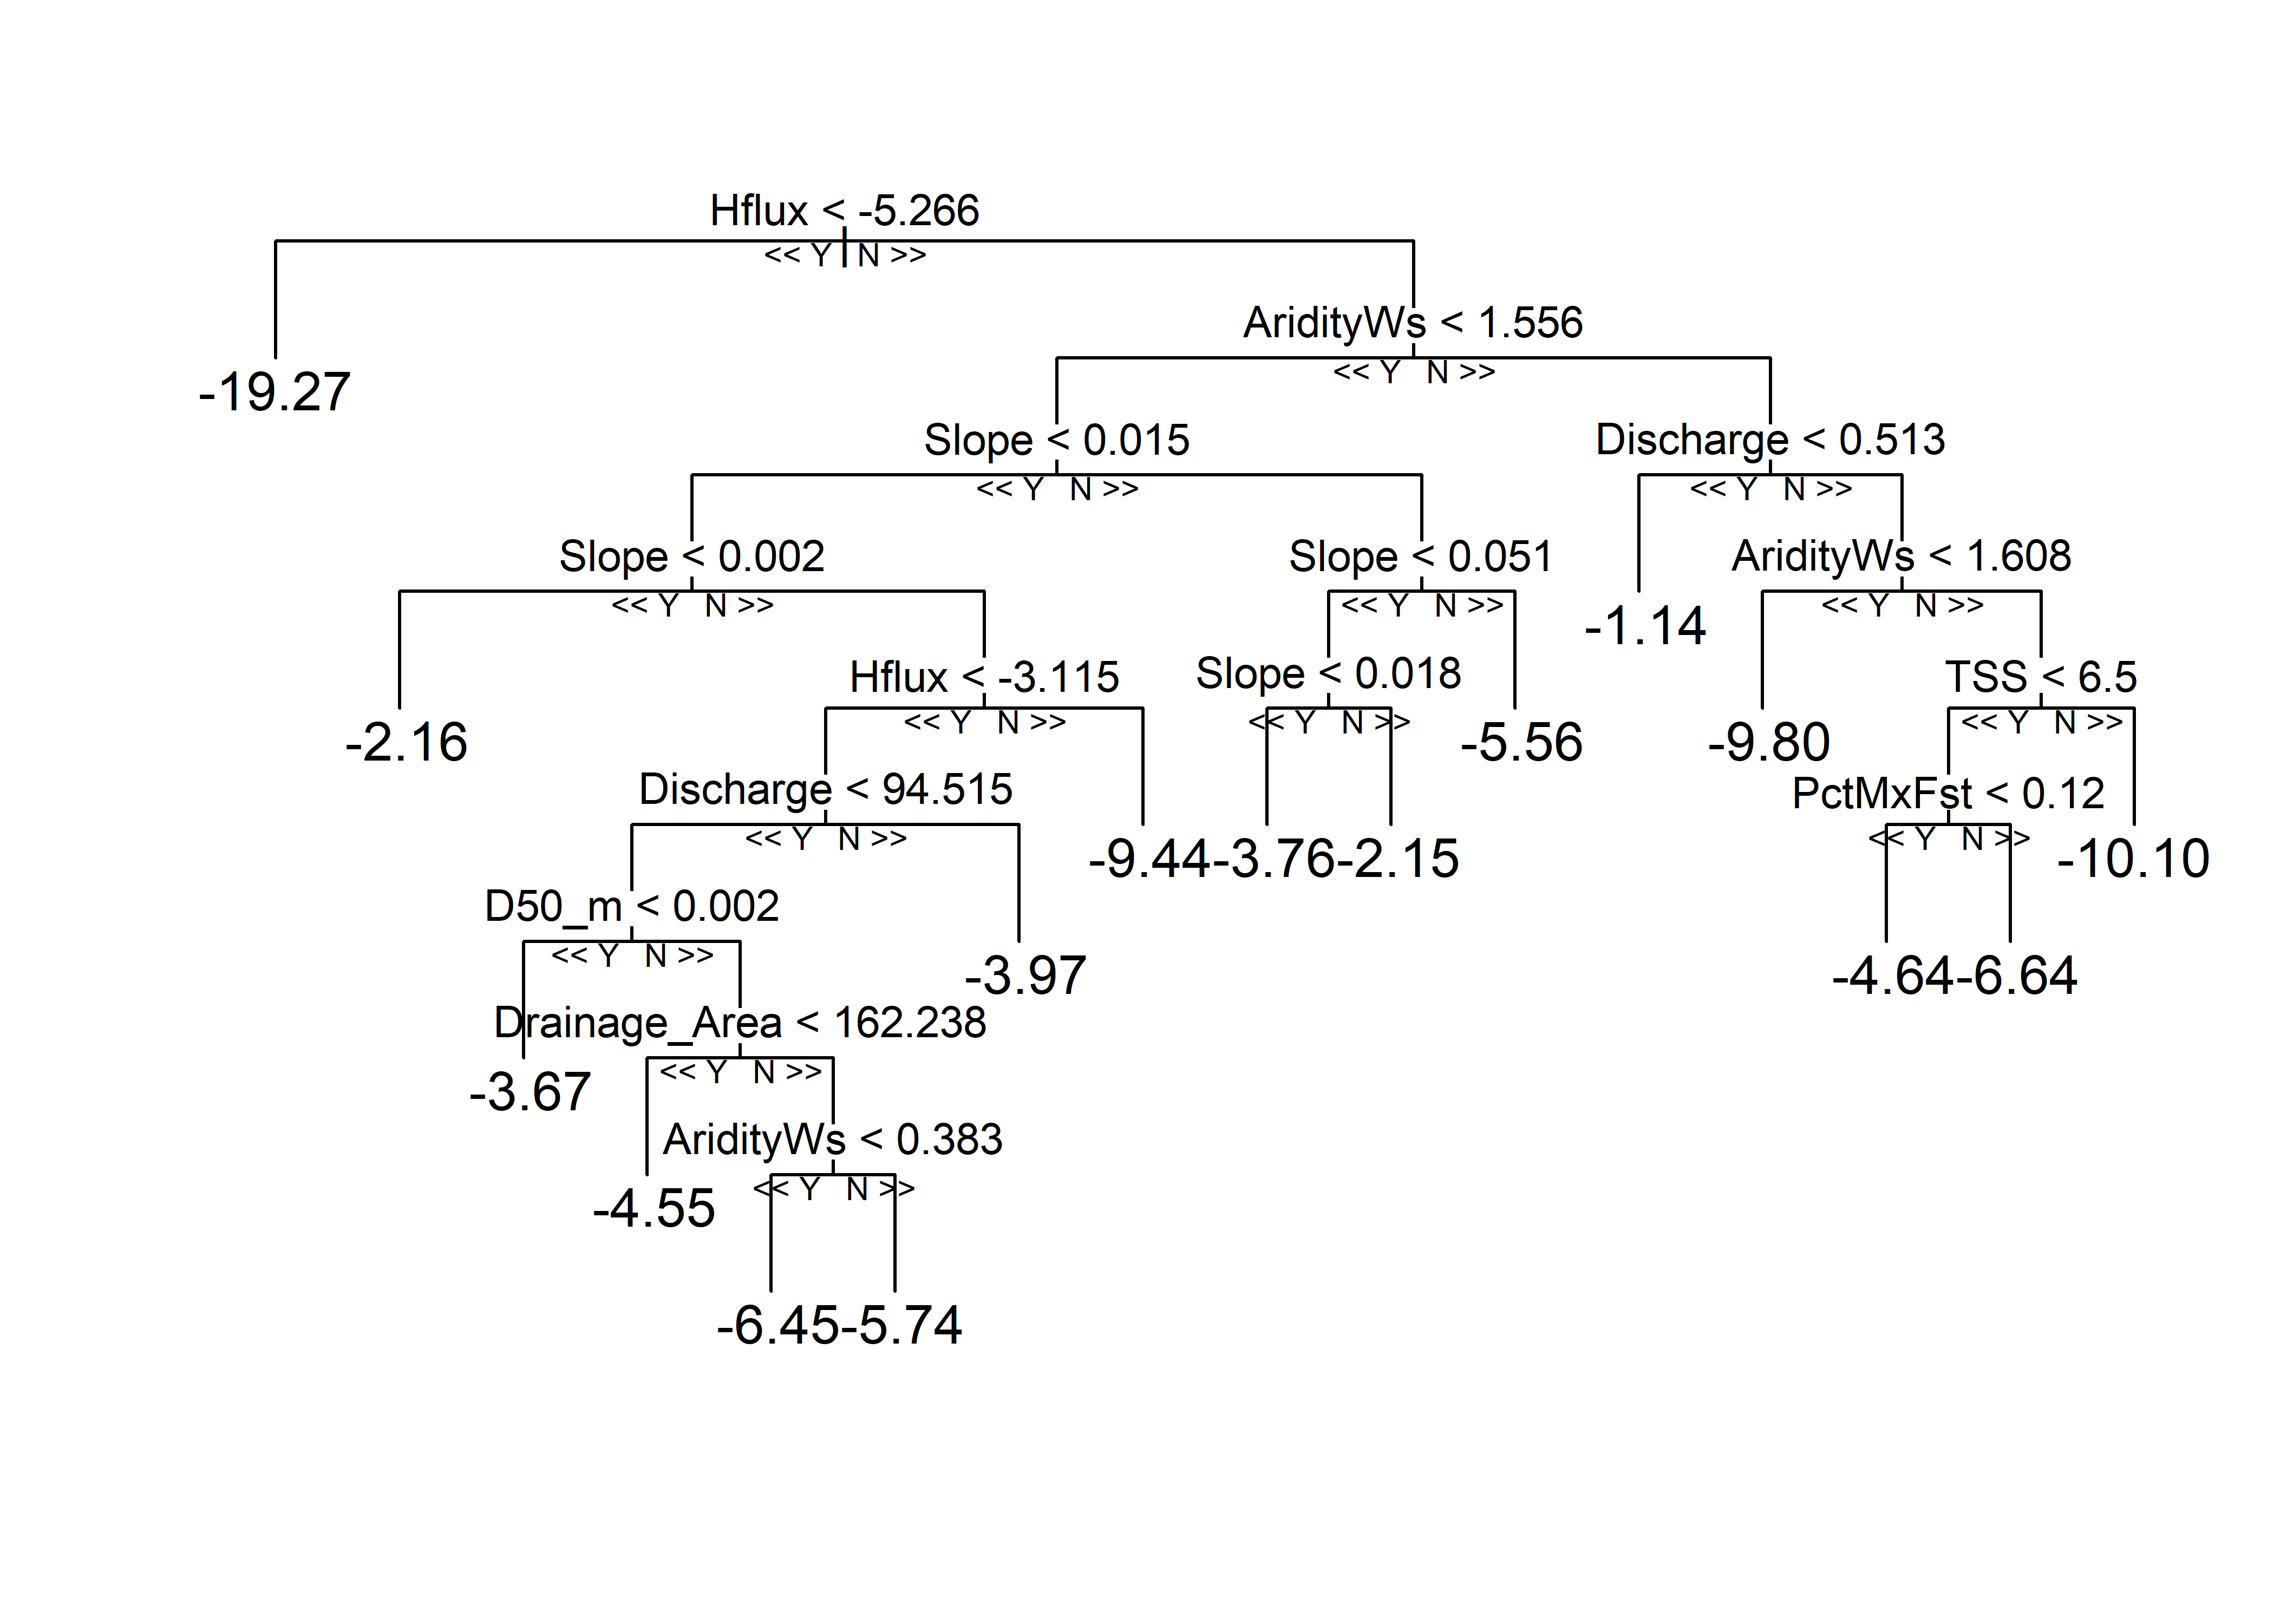 Hflux < -5.266
<< Y N >>
AridityWs < 1.556
<< Y N >>
-19.27
Slope < 0.015
Discharge < 0.513
<< Y N >>
<< Y N >>
Slope < 0.002
Slope < 0.051
AridityWs < 1.608
<< Y N >>
<< Y N >>
<< Y N >>
-1.14
Hflux < -3.115
Slope < 0.018
TSS < 6.5
<< Y N >>
<< Y N >>
<< Y N >>
-2.16
-5.56
-9.80
Discharge < 94.515
PctMxFst < 0.12
<< Y N >>
<< Y N >>
-9.44
-3.76
-2.15
-10.10
D50_m < 0.002
<< Y N >>
-3.97
-4.64
-6.64
Drainage_Area < 162.238
<< Y N >>
-3.67
AridityWs < 0.383
<< Y N >>
-4.55
-6.45
-5.74